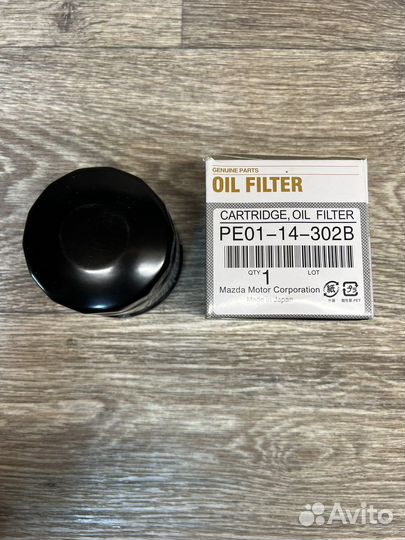 GENUINE PARTS
OIL FILTER
CARTRIDGE, OIL FILTER
PE01-14-302B
QTY 1 LOT
Mazda Motor Corporation
Made in Japan
Avito